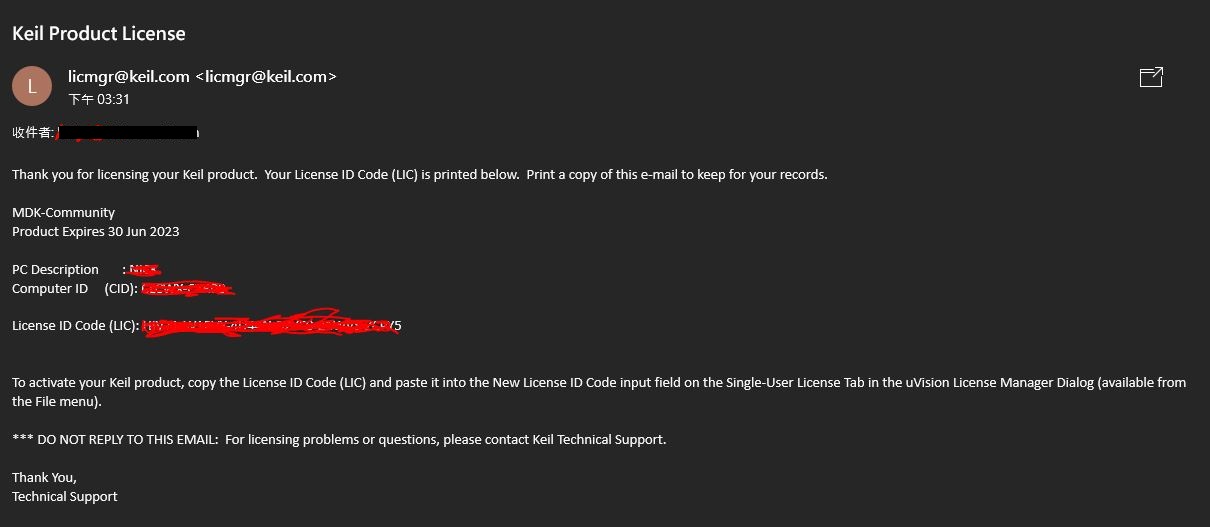 Keil Product License
L
licmgr@keil.com <licmgr@keil.com>
下午 03:31
收件者:
Thank you for licensing your Keil product. Your License ID Code (LIC) is printed below. Print a copy of this e-mail to keep for your records.
MDK-Community
Product Expires 30 Jun 2023
PC Description :
Computer ID (CID):
License ID Code (LIC):
To activate your Keil product, copy the License ID Code (LIC) and paste it into the New License ID Code input field on the Single-User License Tab in the uVision License Manager Dialog (available from
the File menu).
*** DO NOT REPLY TO THIS EMAIL: For licensing problems or questions, please contact Keil Technical Support.
Thank You,
Technical Support